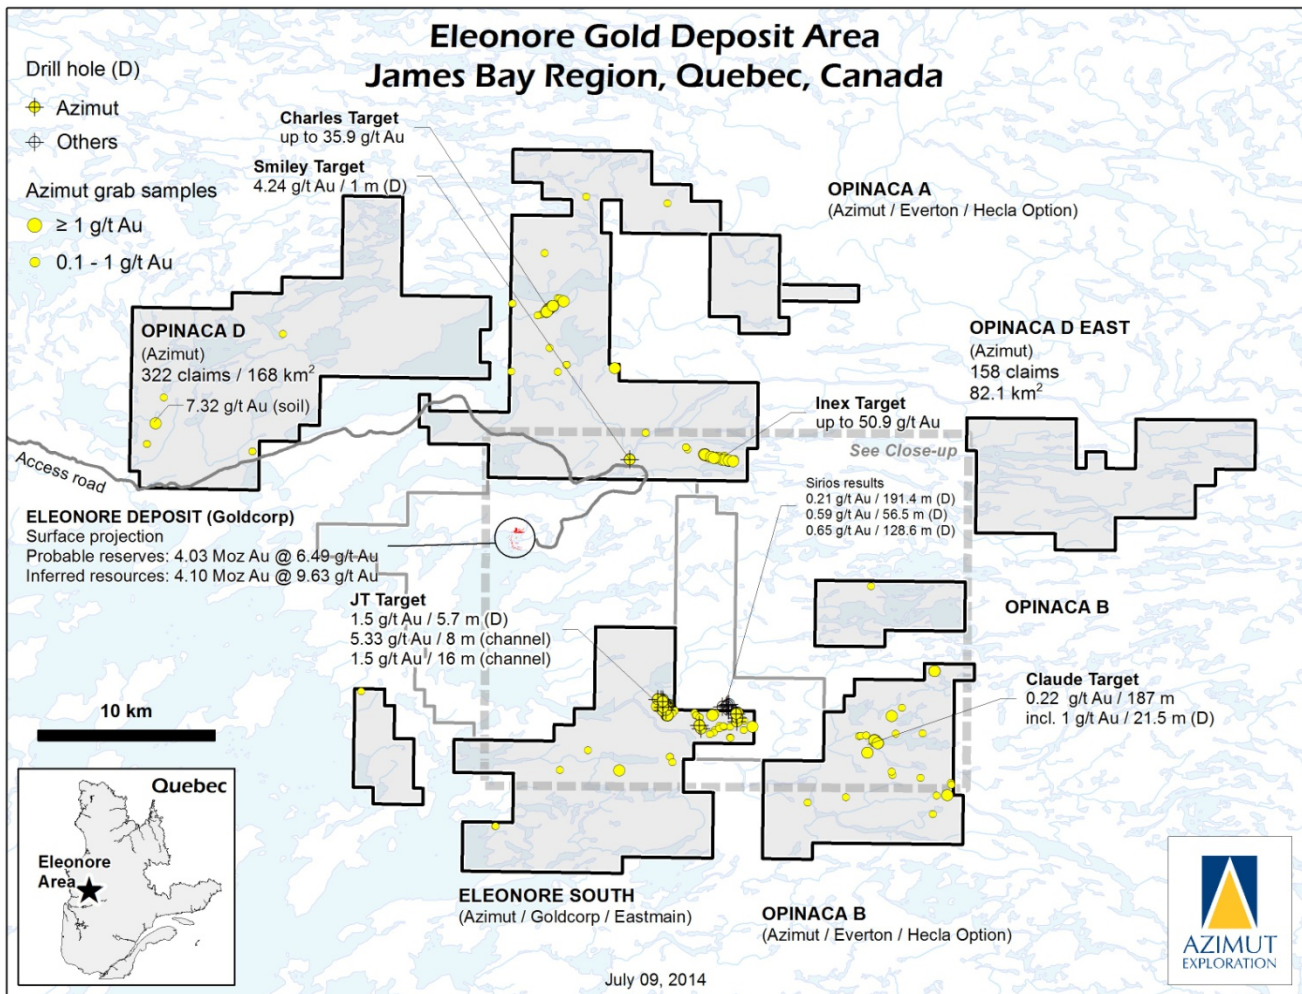 Eleonore Gold Deposit Area
James Bay Region, Quebec, Canada
Drill hole (D)
Azimut
Others
Azimut grab samples
≥ 1 g/t Au
0.1 - 1 g/t Au
Charles Target
up to 35.9 g/t Au
Smiley Target
4.24 g/t Au / 1 m (D)
OPINACA A
(Azimut / Everton / Hecla Option)
OPINACA D
(Azimut)
322 claims / 168 km²
7.32 g/t Au (soil)
OPINACA D EAST
(Azimut)
158 claims
82.1 km²
Inex Target
up to 50.9 g/t Au
See Close-up
Access road
Sirios results
0.21 g/t Au / 191.4 m (D)
0.59 g/t Au / 56.5 m (D)
0.65 g/t Au / 128.6 m (D)
ELEONORE DEPOSIT (Goldcorp)
Surface projection
Probable reserves: 4.03 Moz Au @ 6.49 g/t Au
Inferred resources: 4.10 Moz Au @ 9.63 g/t Au
JT Target
1.5 g/t Au / 5.7 m (D)
5.33 g/t Au / 8 m (channel)
1.5 g/t Au / 16 m (channel)
OPINACA B
Claude Target
0.22 g/t Au / 187 m
incl. 1 g/t Au / 21.5 m (D)
10 km
Quebec
Eleonore
Area
ELEONORE SOUTH
(Azimut / Goldcorp / Eastmain)
OPINACA B
(Azimut / Everton / Hecla Option)
AZIMUT
EXPLORATION
July 09, 2014